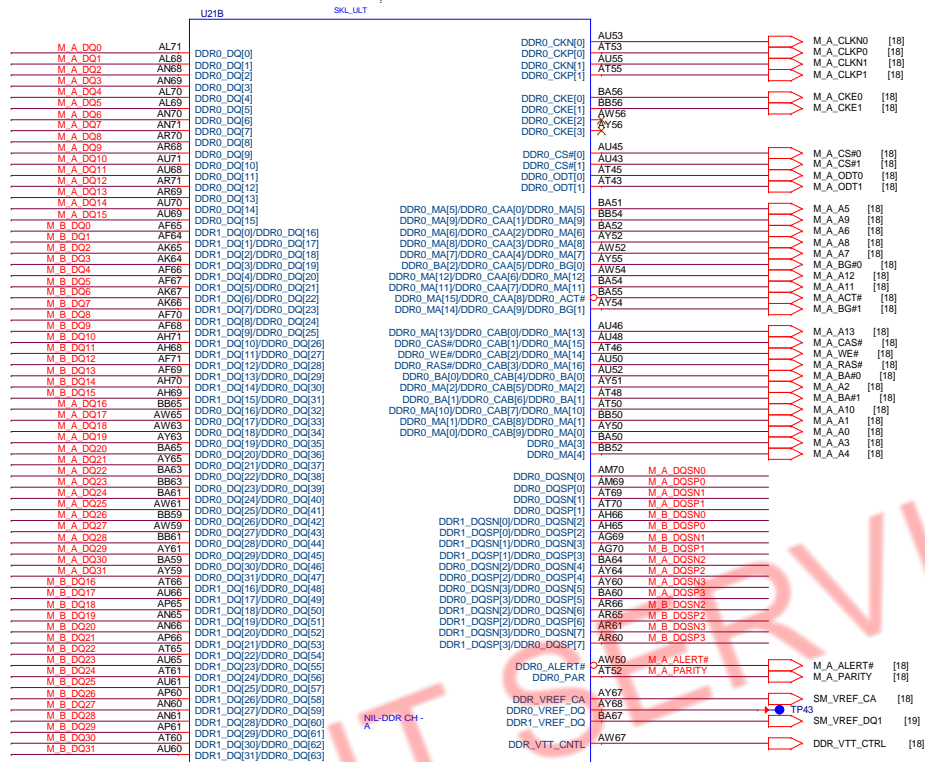 U21B
SKL_ULT
M_A_DQ0 AL71 DDR0_DQ[0]
M_A_DQ1 AL68 DDR0_DQ[1]
M_A_DQ2 AN68 DDR0_DQ[2]
M_A_DQ3 AN69 DDR0_DQ[3]
M_A_DQ4 AL70 DDR0_DQ[4]
M_A_DQ5 AL69 DDR0_DQ[5]
M_A_DQ6 AN70 DDR0_DQ[6]
M_A_DQ7 AN71 DDR0_DQ[7]
M_A_DQ8 AR70 DDR0_DQ[8]
M_A_DQ9 AR68 DDR0_DQ[9]
M_A_DQ10 AU71 DDR0_DQ[10]
M_A_DQ11 AU68 DDR0_DQ[11]
M_A_DQ12 AR71 DDR0_DQ[12]
M_A_DQ13 AR69 DDR0_DQ[13]
M_A_DQ14 AU70 DDR0_DQ[14]
M_A_DQ15 AU69 DDR0_DQ[15]
M_B_DQ0 AF65 DDR1_DQ[0]/DDR0_DQ[16]
M_B_DQ1 AF64 DDR1_DQ[1]/DDR0_DQ[17]
M_B_DQ2 AK65 DDR1_DQ[2]/DDR0_DQ[18]
M_B_DQ3 AK64 DDR1_DQ[3]/DDR0_DQ[19]
M_B_DQ4 AF66 DDR1_DQ[4]/DDR0_DQ[20]
M_B_DQ5 AF67 DDR1_DQ[5]/DDR0_DQ[21]
M_B_DQ6 AK67 DDR1_DQ[6]/DDR0_DQ[22]
M_B_DQ7 AK66 DDR1_DQ[7]/DDR0_DQ[23]
M_B_DQ8 AF70 DDR1_DQ[8]/DDR0_DQ[24]
M_B_DQ9 AF68 DDR1_DQ[9]/DDR0_DQ[25]
M_B_DQ10 AH71 DDR1_DQ[10]/DDR0_DQ[26]
M_B_DQ11 AH68 DDR1_DQ[11]/DDR0_DQ[27]
M_B_DQ12 AF71 DDR1_DQ[12]/DDR0_DQ[28]
M_B_DQ13 AF69 DDR1_DQ[13]/DDR0_DQ[29]
M_B_DQ14 AH70 DDR1_DQ[14]/DDR0_DQ[30]
M_B_DQ15 AH69 DDR1_DQ[15]/DDR0_DQ[31]
M_A_DQ16 BB65 DDR0_DQ[16]/DDR0_DQ[32]
M_A_DQ17 AW65 DDR0_DQ[17]/DDR0_DQ[33]
M_A_DQ18 AW63 DDR0_DQ[18]/DDR0_DQ[34]
M_A_DQ19 AY63 DDR0_DQ[19]/DDR0_DQ[35]
M_A_DQ20 BA65 DDR0_DQ[20]/DDR0_DQ[36]
M_A_DQ21 AY65 DDR0_DQ[21]/DDR0_DQ[37]
M_A_DQ22 BA63 DDR0_DQ[22]/DDR0_DQ[38]
M_A_DQ23 BB63 DDR0_DQ[23]/DDR0_DQ[39]
M_A_DQ24 BA61 DDR0_DQ[24]/DDR0_DQ[40]
M_A_DQ25 AW61 DDR0_DQ[25]/DDR0_DQ[41]
M_A_DQ26 BB59 DDR0_DQ[26]/DDR0_DQ[42]
M_A_DQ27 AW59 DDR0_DQ[27]/DDR0_DQ[43]
M_A_DQ28 BB61 DDR0_DQ[28]/DDR0_DQ[44]
M_A_DQ29 AY61 DDR0_DQ[29]/DDR0_DQ[45]
M_A_DQ30 BA59 DDR0_DQ[30]/DDR0_DQ[46]
M_A_DQ31 AY59 DDR0_DQ[31]/DDR0_DQ[47]
M_B_DQ16 AT66 DDR1_DQ[16]/DDR0_DQ[48]
M_B_DQ17 AU66 DDR1_DQ[17]/DDR0_DQ[49]
M_B_DQ18 AP65 DDR1_DQ[18]/DDR0_DQ[50]
M_B_DQ19 AN65 DDR1_DQ[19]/DDR0_DQ[51]
M_B_DQ20 AN66 DDR1_DQ[20]/DDR0_DQ[52]
M_B_DQ21 AP66 DDR1_DQ[21]/DDR0_DQ[53]
M_B_DQ22 AT65 DDR1_DQ[22]/DDR0_DQ[54]
M_B_DQ23 AU65 DDR1_DQ[23]/DDR0_DQ[55]
M_B_DQ24 AT61 DDR1_DQ[24]/DDR0_DQ[56]
M_B_DQ25 AU61 DDR1_DQ[25]/DDR0_DQ[57]
M_B_DQ26 AP60 DDR1_DQ[26]/DDR0_DQ[58]
M_B_DQ27 AN60 DDR1_DQ[27]/DDR0_DQ[59]
M_B_DQ28 AN61 DDR1_DQ[28]/DDR0_DQ[60]
M_B_DQ29 AP61 DDR1_DQ[29]/DDR0_DQ[61]
M_B_DQ30 AT60 DDR1_DQ[30]/DDR0_DQ[62]
M_B_DQ31 AU60 DDR1_DQ[31]/DDR0_DQ[63]
DDR0_CKN[0] AU53 M_A_CLKN0 [18]
DDR0_CKP[0] AT53 M_A_CLKP0 [18]
DDR0_CKN[1] AU55 M_A_CLKN1 [18]
DDR0_CKP[1] AT55 M_A_CLKP1 [18]
DDR0_CKE[0] BA56 M_A_CKE0 [18]
DDR0_CKE[1] BB56 M_A_CKE1 [18]
DDR0_CKE[2] AW56
DDR0_CKE[3] AY56
DDR0_CS#[0] AU45 M_A_CS#0 [18]
DDR0_CS#[1] AU43 M_A_CS#1 [18]
DDR0_ODT[0] AT45 M_A_ODT0 [18]
DDR0_ODT[1] AT43 M_A_ODT1 [18]
DDR0_MA[5]/DDR0_CAA[0]/DDR0_MA[5] BA51 M_A_A5 [18]
DDR0_MA[9]/DDR0_CAA[1]/DDR0_MA[9] BB54 M_A_A9 [18]
DDR0_MA[6]/DDR0_CAA[2]/DDR0_MA[6] BA52 M_A_A6 [18]
DDR0_MA[8]/DDR0_CAA[3]/DDR0_MA[8] AY52 M_A_A8 [18]
DDR0_MA[7]/DDR0_CAA[4]/DDR0_MA[7] AW52 M_A_A7 [18]
DDR0_BA[2]/DDR0_CAA[5]/DDR0_BG[0] AY55 M_A_BG#0 [18]
DDR0_MA[12]/DDR0_CAA[6]/DDR0_MA[12] AW54 M_A_A12 [18]
DDR0_MA[11]/DDR0_CAA[7]/DDR0_MA[11] BA54 M_A_A11 [18]
DDR0_MA[15]/DDR0_CAA[8]/DDR0_ACT# BA55 M_A_ACT# [18]
DDR0_MA[14]/DDR0_CAA[9]/DDR0_BG[1] AY54 M_A_BG#1 [18]
DDR0_MA[13]/DDR0_CAB[0]/DDR0_MA[13] AU46 M_A_A13 [18]
DDR0_CAS#/DDR0_CAB[1]/DDR0_MA[15] AU48 M_A_CAS# [18]
DDR0_WE#/DDR0_CAB[2]/DDR0_MA[14] AT46 M_A_WE# [18]
DDR0_RAS#/DDR0_CAB[3]/DDR0_MA[16] AU50 M_A_RAS# [18]
DDR0_BA[0]/DDR0_CAB[4]/DDR0_BA[0] AU52 M_A_BA#0 [18]
DDR0_MA[2]/DDR0_CAB[5]/DDR0_MA[2] AY51 M_A_A2 [18]
DDR0_BA[1]/DDR0_CAB[6]/DDR0_BA[1] AT48 M_A_BA#1 [18]
DDR0_MA[10]/DDR0_CAB[7]/DDR0_MA[10] AT50 M_A_A10 [18]
DDR0_MA[1]/DDR0_CAB[8]/DDR0_MA[1] BB50 M_A_A1 [18]
DDR0_MA[0]/DDR0_CAB[9]/DDR0_MA[0] AY50 M_A_A0 [18]
DDR0_MA[3] BA50 M_A_A3 [18]
DDR0_MA[4] BB52 M_A_A4 [18]
DDR0_DQSN[0] AM70 M_A_DQSN0
DDR0_DQSP[0] AM69 M_A_DQSP0
DDR0_DQSN[1] AT69 M_A_DQSN1
DDR0_DQSP[1] AT70 M_A_DQSP1
DDR1_DQSN[0]/DDR0_DQSN[2] AH66 M_B_DQSN0
DDR1_DQSP[0]/DDR0_DQSP[2] AH65 M_B_DQSP0
DDR1_DQSN[1]/DDR0_DQSN[3] AG69 M_B_DQSN1
DDR1_DQSP[1]/DDR0_DQSP[3] AG70 M_B_DQSP1
DDR0_DQSN[2]/DDR0_DQSN[4] BA64 M_A_DQSN2
DDR0_DQSP[2]/DDR0_DQSP[4] AY64 M_A_DQSP2
DDR0_DQSN[3]/DDR0_DQSN[5] AY60 M_A_DQSN3
DDR0_DQSP[3]/DDR0_DQSP[5] BA60 M_A_DQSP3
DDR1_DQSN[2]/DDR0_DQSN[6] AR66 M_B_DQSN2
DDR1_DQSP[2]/DDR0_DQSP[6] AR65 M_B_DQSP2
DDR1_DQSN[3]/DDR0_DQSN[7] AR61 M_B_DQSN3
DDR1_DQSP[3]/DDR0_DQSP[7] AR60 M_B_DQSP3
DDR0_ALERT# AW50 M_A_ALERT# M_A_ALERT# [18]
DDR0_PAR AT52 M_A_PARITY M_A_PARITY [18]
DDR_VREF_CA AY67 SM_VREF_CA [18]
DDR0_VREF_DQ AY68 TP43
DDR1_VREF_DQ BA67 SM_VREF_DQ1 [19]
DDR_VTT_CNTL AW67 DDR_VTT_CTRL [18]
NIL-DDR CH -
A
IT SERVI